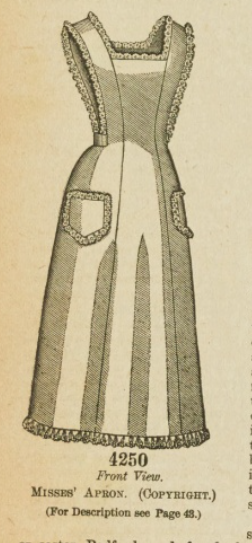 4250
Front View.
MISSES' APRON. (COPYRIGHT.)
(For Description see Page 43.)